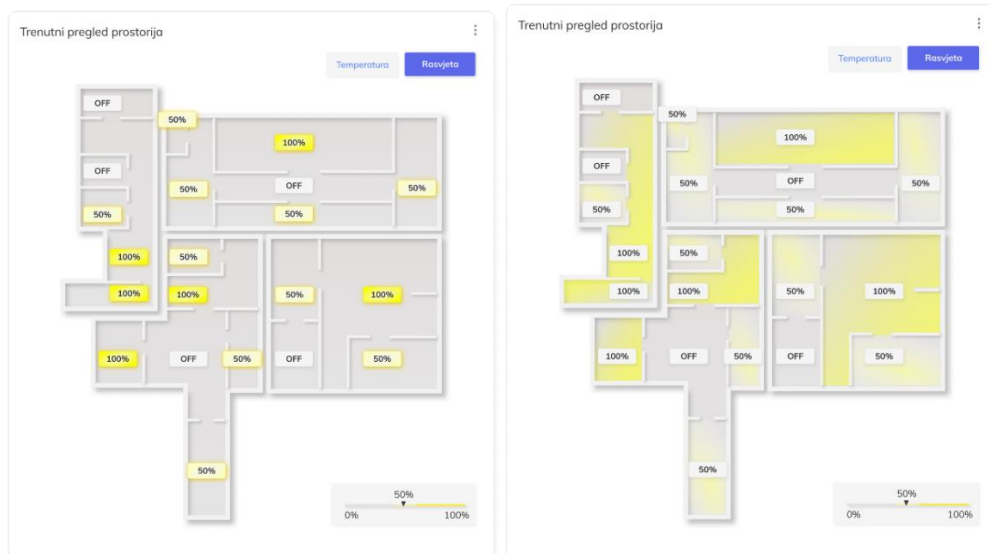 Trenutni pregled prostorija
Temperatura Rasvjeta
OFF
50%
100%
OFF
50% OFF 50%
50% 50%
100% 50%
100% 100% 50% 100%
100% OFF 50% OFF 50%
50%
50%
0% 100%
Trenutni pregled prostorija
Temperatura Rasvjeta
OFF
50%
100%
OFF
50% OFF 50%
50% 50%
100% 50%
100% 100% 50% 100%
100% OFF 50% OFF 50%
50%
50%
0% 100%